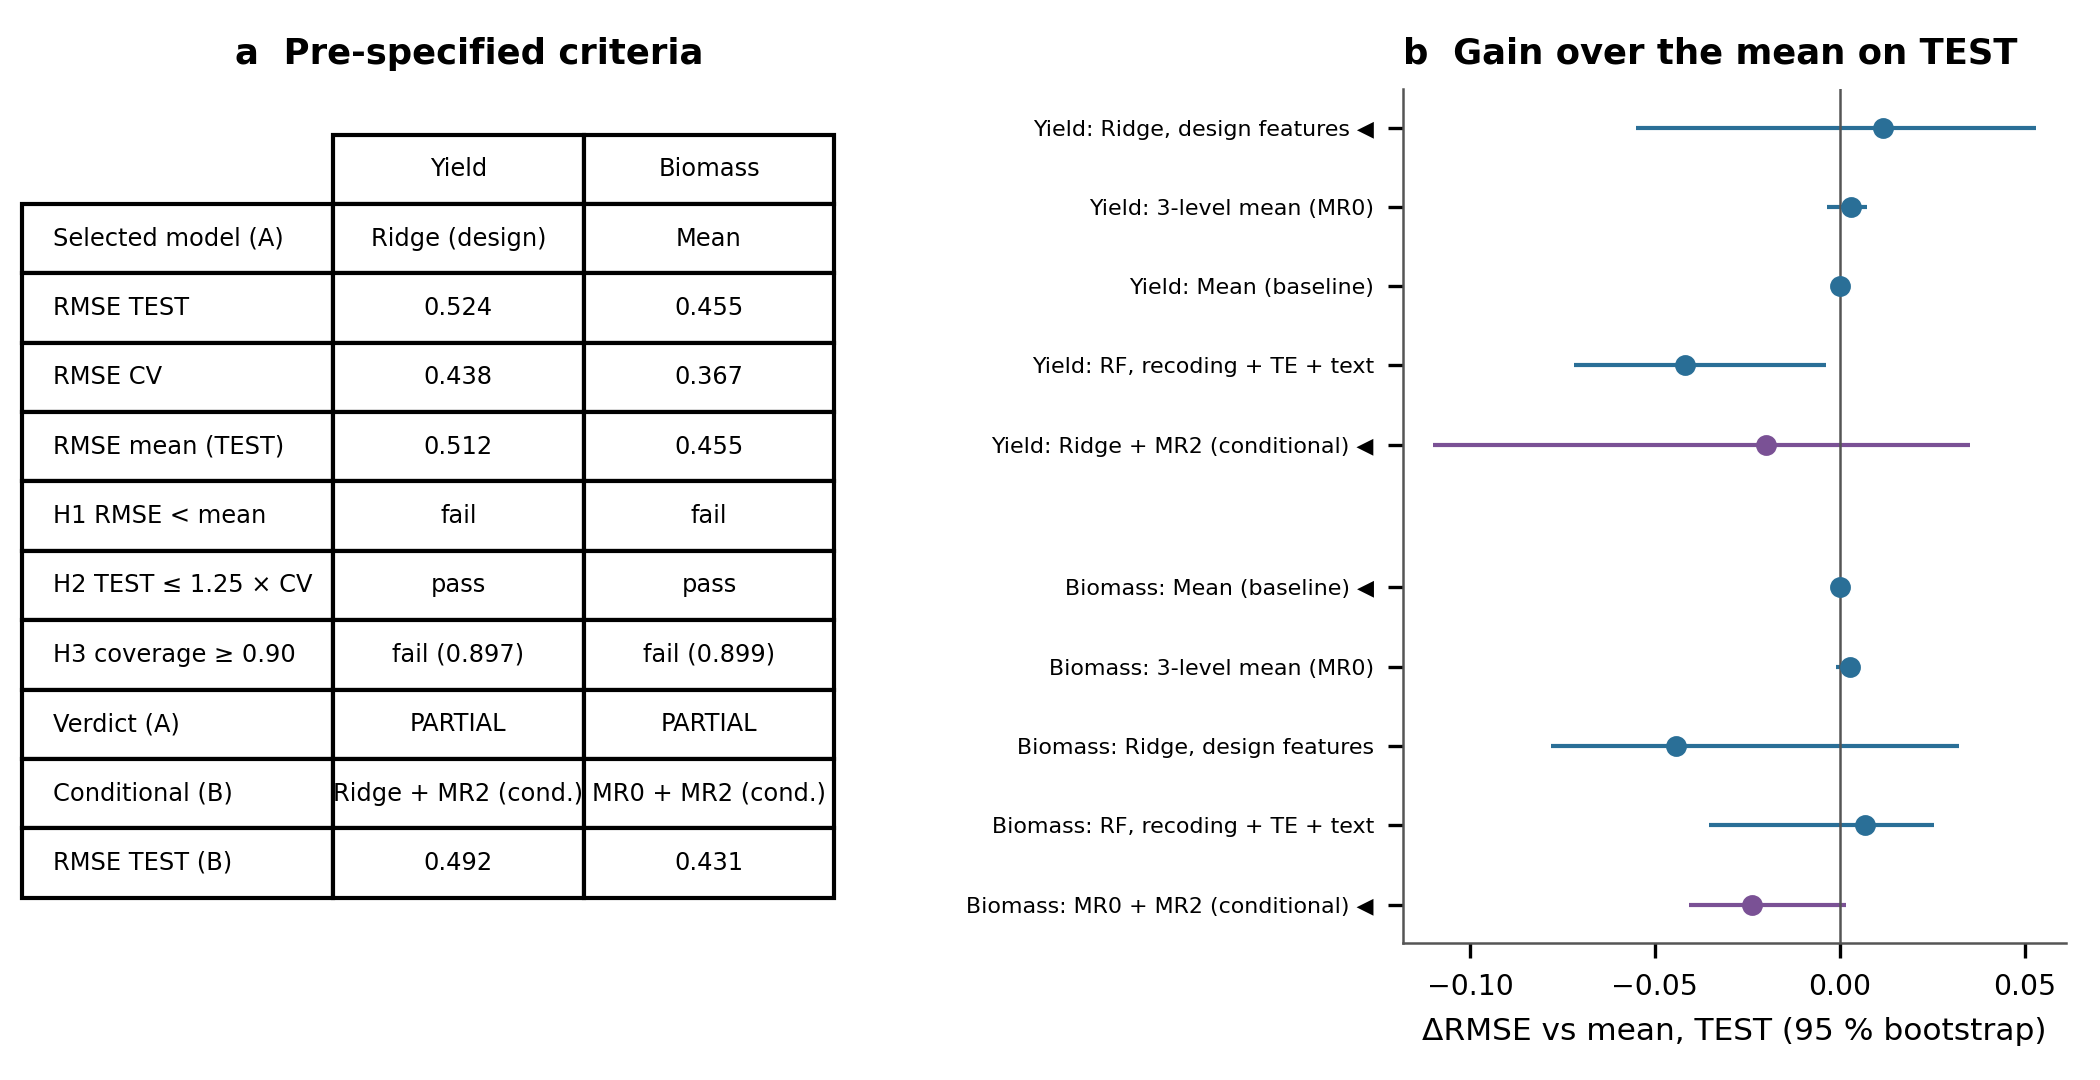 a  Pre-specified criteria
Yield Biomass
Selected model (A) Ridge (design) Mean
RMSE TEST 0.524 0.455
RMSE CV 0.438 0.367
RMSE mean (TEST) 0.512 0.455
H1 RMSE < mean fail fail
H2 TEST ≤ 1.25 × CV pass pass
H3 coverage ≥ 0.90 fail (0.897) fail (0.899)
Verdict (A) PARTIAL PARTIAL
Conditional (B) Ridge + MR2 (cond.) MR0 + MR2 (cond.)
RMSE TEST (B) 0.492 0.431
b  Gain over the mean on TEST
Yield: Ridge, design features ◀
Yield: 3-level mean (MR0)
Yield: Mean (baseline)
Yield: RF, recoding + TE + text
Yield: Ridge + MR2 (conditional) ◀
Biomass: Mean (baseline) ◀
Biomass: 3-level mean (MR0)
Biomass: Ridge, design features
Biomass: RF, recoding + TE + text
Biomass: MR0 + MR2 (conditional) ◀
−0.10 −0.05 0.00 0.05
ΔRMSE vs mean, TEST (95 % bootstrap)